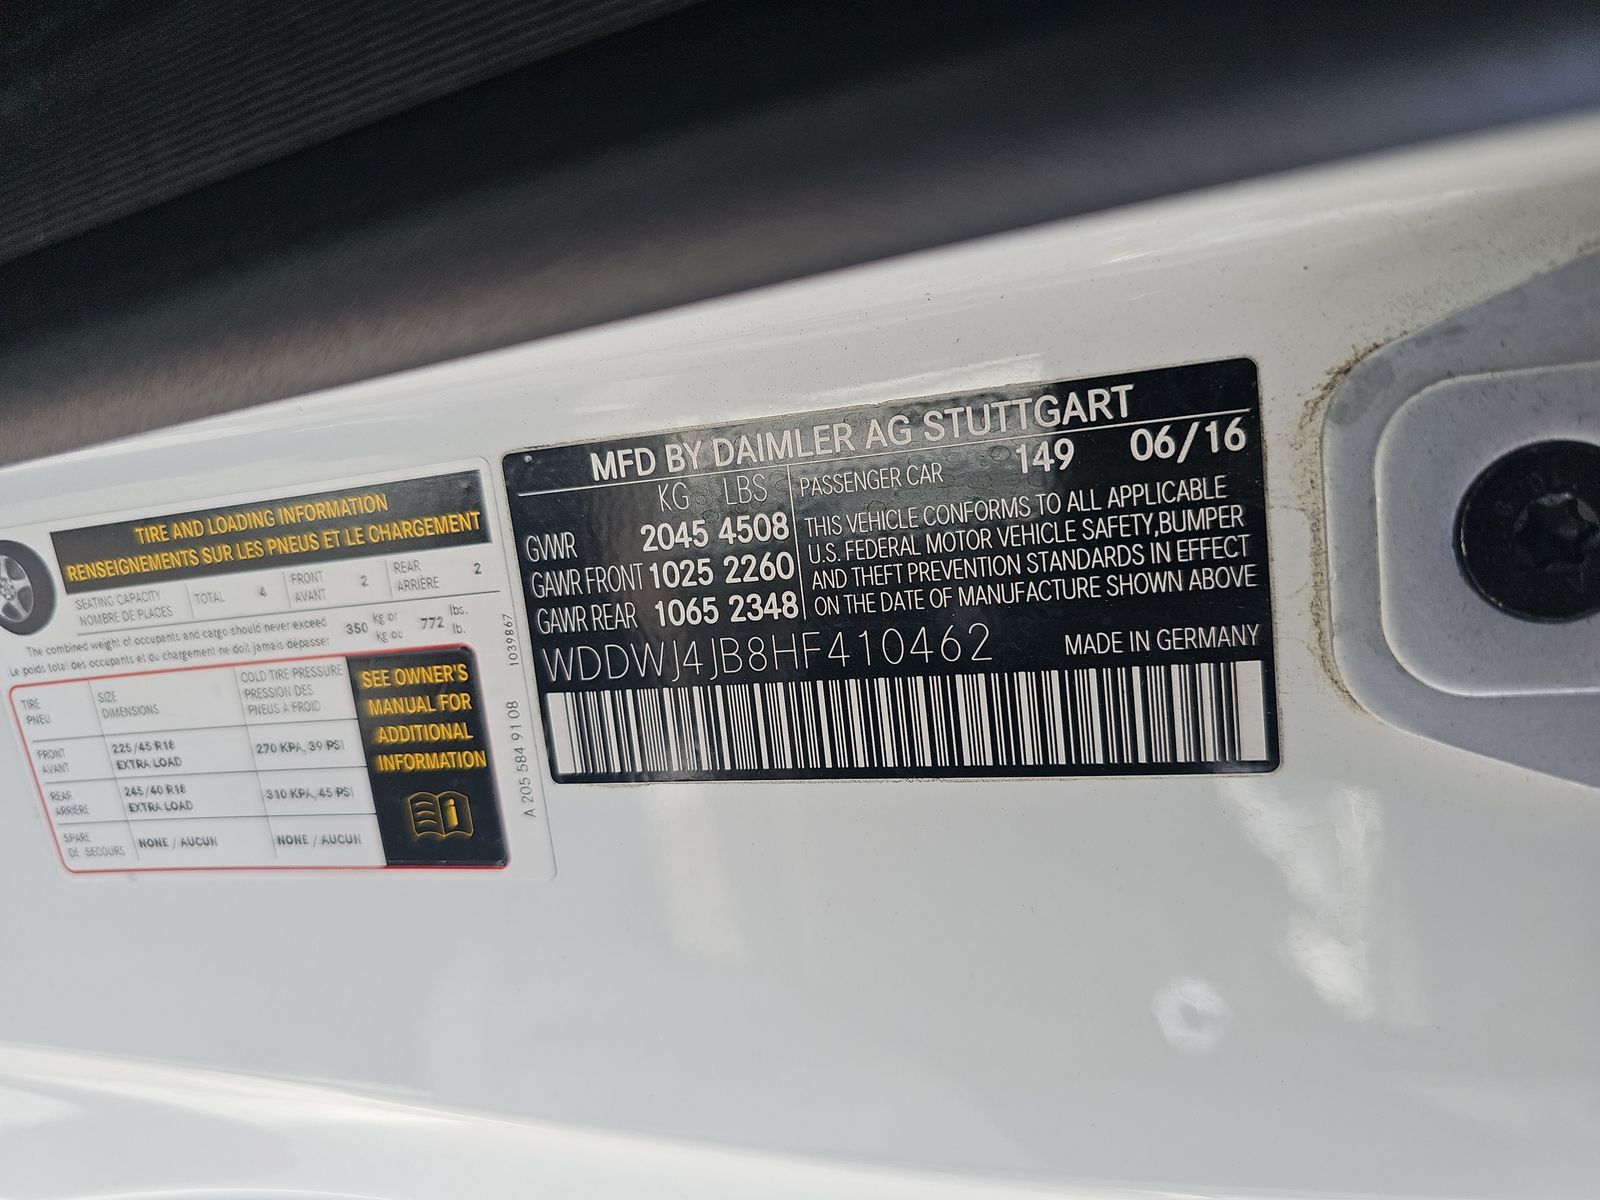 TIRE AND LOADING INFORMATION
RENSEIGNEMENTS SUR LES PNEUS ET LE CHARGEMENT
SEATING CAPACITY
NOMBRE DE PLACES
TOTAL 4
FRONT
AVANT
2
REAR
ARRIÈRE
2
The combined weight of occupants and cargo should never exceed
Le poids total des occupants et du chargement ne doit jamais dépasser
350 kg or
kg ou
772 lbs.
lb.
TIRE
PNEU
SIZE
DIMENSIONS
COLD TIRE PRESSURE
PRESSION DES
PNEUS A FROID
FRONT
AVANT
225/45 R18
EXTRA LOAD
270 KPA, 39 PSI
REAR
ARRIERE
245/40 R18
EXTRA LOAD
310 KPA, 45 PSI
SPARE
DE SECOURS
NONE / AUCUN
NONE / AUCUN
SEE OWNER'S
MANUAL FOR
ADDITIONAL
INFORMATION
A 205 584 91 08 1039867
MFD BY DAIMLER AG STUTTGART
KG LBS
GVWR 2045 4508
GAWR FRONT 1025 2260
GAWR REAR 1065 2348
PASSENGER CAR 149 06/16
THIS VEHICLE CONFORMS TO ALL APPLICABLE
U.S. FEDERAL MOTOR VEHICLE SAFETY,BUMPER
AND THEFT PREVENTION STANDARDS IN EFFECT
ON THE DATE OF MANUFACTURE SHOWN ABOVE
WDDWJ4JB8HF410462
MADE IN GERMANY